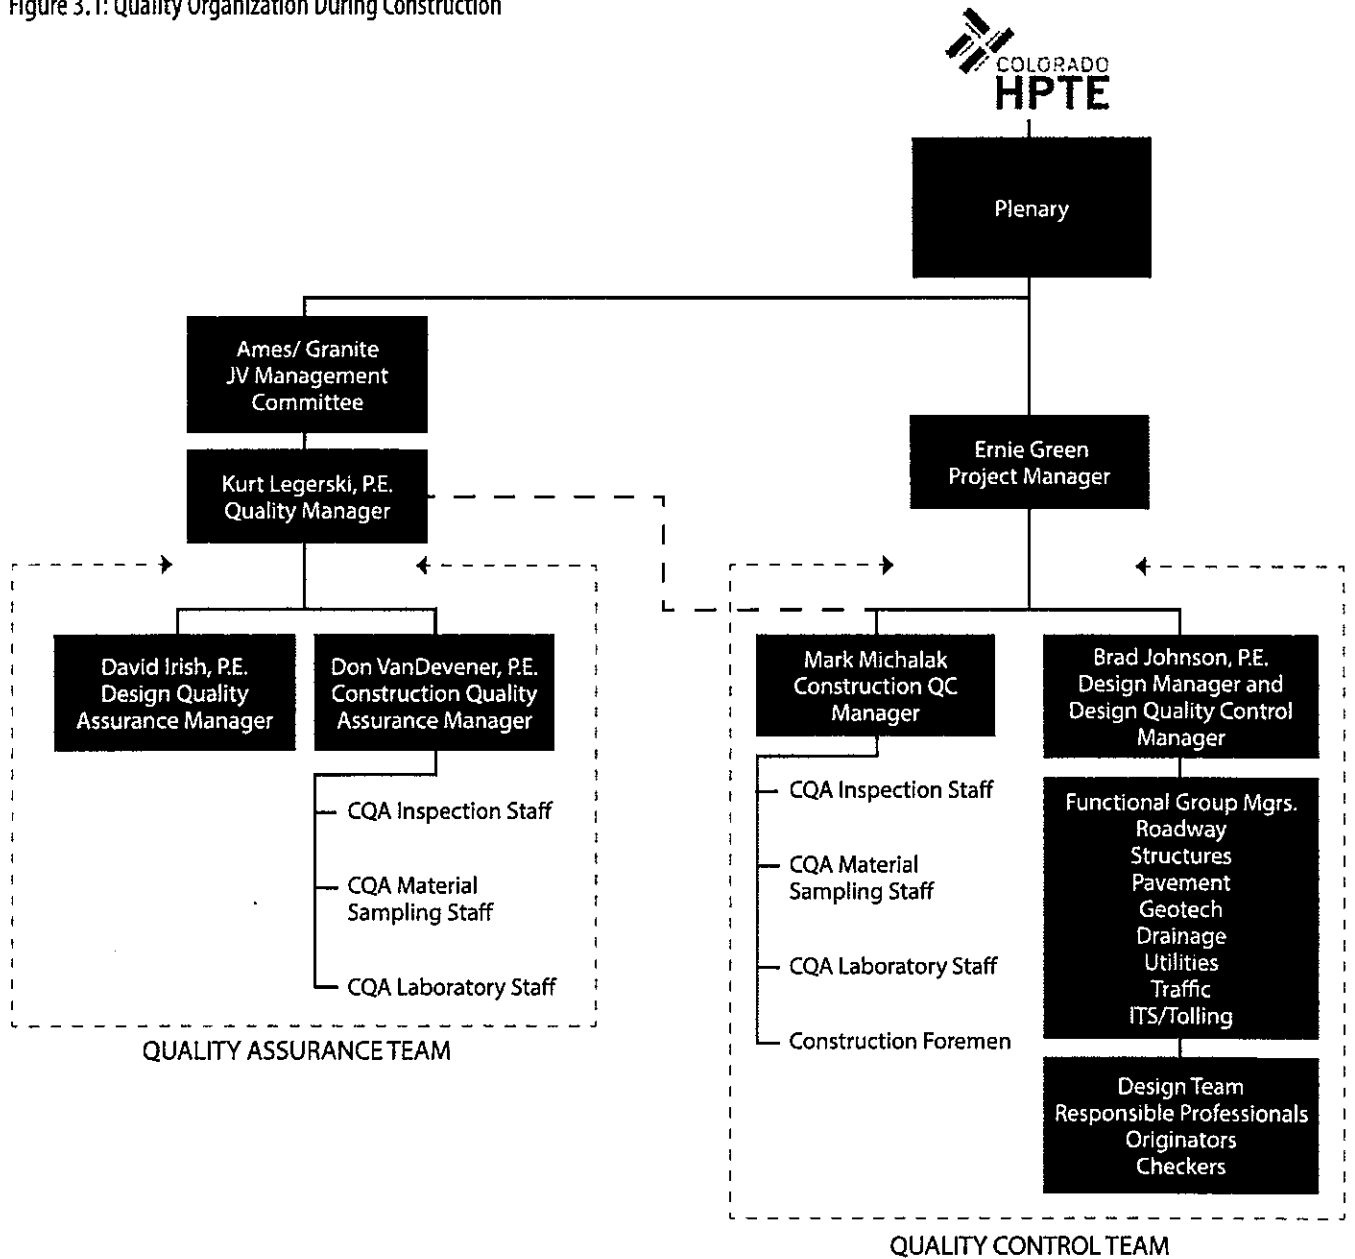 Figure 3.1: Quality Organization During Construction
COLORADO
HPTE
Plenary
Ames/ Granite
JV Management
Committee
Kurt Legerski, P.E.
Quality Manager
Ernie Green
Project Manager
David Irish, P.E.
Design Quality
Assurance Manager
Don VanDevener, P.E.
Construction Quality
Assurance Manager
CQA Inspection Staff
CQA Material
Sampling Staff
CQA Laboratory Staff
QUALITY ASSURANCE TEAM
Mark Michalak
Construction QC
Manager
CQA Inspection Staff
CQA Material
Sampling Staff
CQA Laboratory Staff
Construction Foremen
Brad Johnson, P.E.
Design Manager and
Design Quality Control
Manager
Functional Group Mgrs.
Roadway
Structures
Pavement
Geotech
Drainage
Utilities
Traffic
ITS/Tolling
Design Team
Responsible Professionals
Originators
Checkers
QUALITY CONTROL TEAM